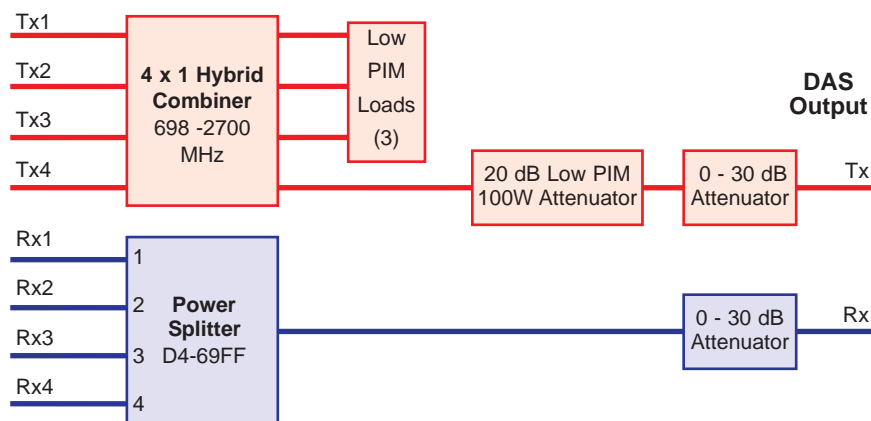 Tx1
Tx2
Tx3
Tx4
4 x 1 Hybrid
Combiner
698 -2700
MHz
Low
PIM
Loads
(3)
20 dB Low PIM
100W Attenuator
0 - 30 dB
Attenuator
DAS
Output
Tx
Rx1
Rx2
Rx3
Rx4
1
2
3
4
Power
Splitter
D4-69FF
0 - 30 dB
Attenuator
Rx